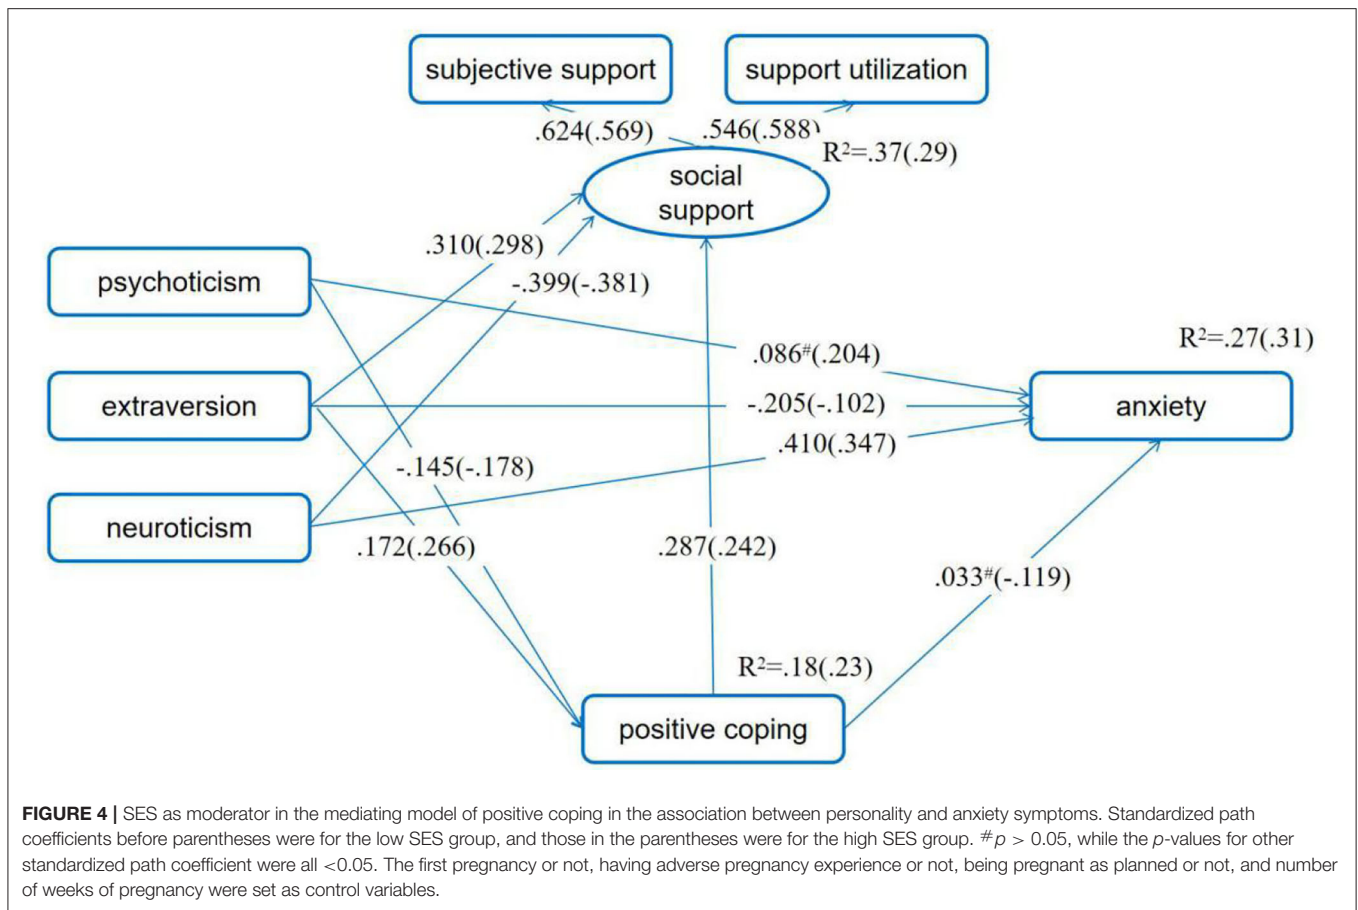 subjective support
support utilization
.624(.569)
.546(.588)
R²=.37(.29)
social
support
.310(.298)
psychoticism
-.399(-.381)
R²=.27(.31)
.086#(.204)
extraversion
-.205(-.102)
anxiety
.410(.347)
-.145(-.178)
neuroticism
.172(.266)
.287(.242)
.033#(-.119)
R²=.18(.23)
positive coping
FIGURE 4 | SES as moderator in the mediating model of positive coping in the association between personality and anxiety symptoms. Standardized path
coefficients before parentheses were for the low SES group, and those in the parentheses were for the high SES group. #p > 0.05, while the p-values for other
standardized path coefficient were all <0.05. The first pregnancy or not, having adverse pregnancy experience or not, being pregnant as planned or not, and number
of weeks of pregnancy were set as control variables.